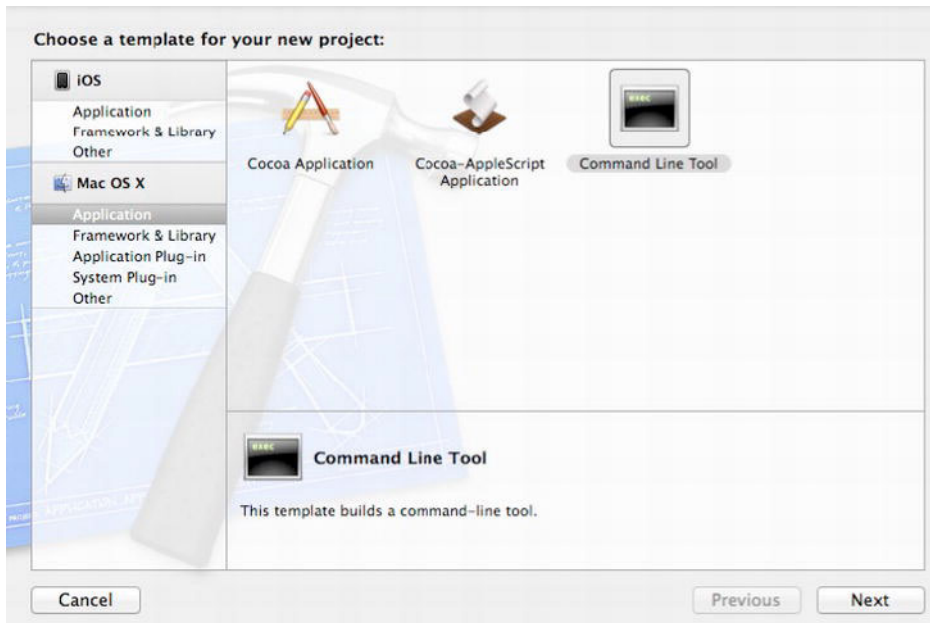 Choose a template for your new project:
iOS
Application
Framework & Library
Other
Mac OS X
Application
Framework & Library
Application Plug-in
System Plug-in
Other
Cocoa Application
Cocoa-AppleScript
Application
exec
Command Line Tool
exec
Command Line Tool
This template builds a command-line tool.
Cancel
Previous
Next